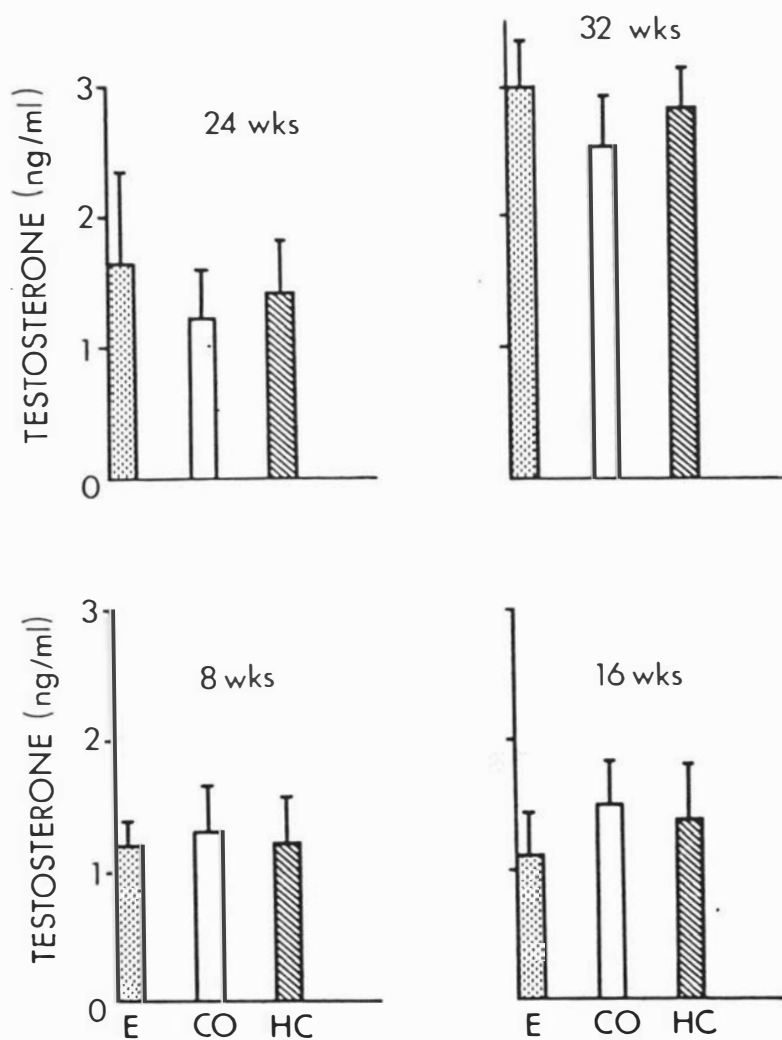 TESTOSTERONE (ng/ml)
3
2
1
0
24 wks
32 wks
TESTOSTERONE (ng/ml)
3
2
1
0
8 wks
16 wks
E CO HC
E CO HC